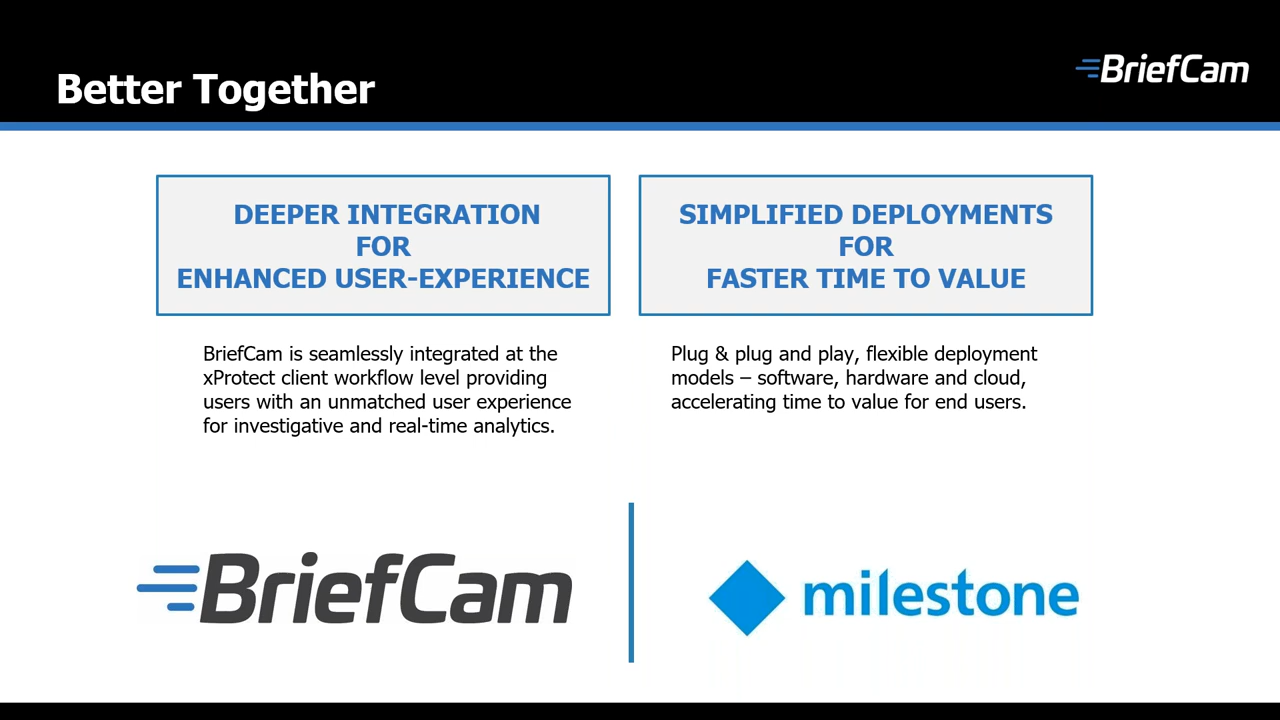 Better Together
BriefCam
DEEPER INTEGRATION
FOR
ENHANCED USER-EXPERIENCE
BriefCam is seamlessly integrated at the
xProtect client workflow level providing
users with an unmatched user experience
for investigative and real-time analytics.
SIMPLIFIED DEPLOYMENTS
FOR
FASTER TIME TO VALUE
Plug & plug and play, flexible deployment
models – software, hardware and cloud,
accelerating time to value for end users.
BriefCam
milestone